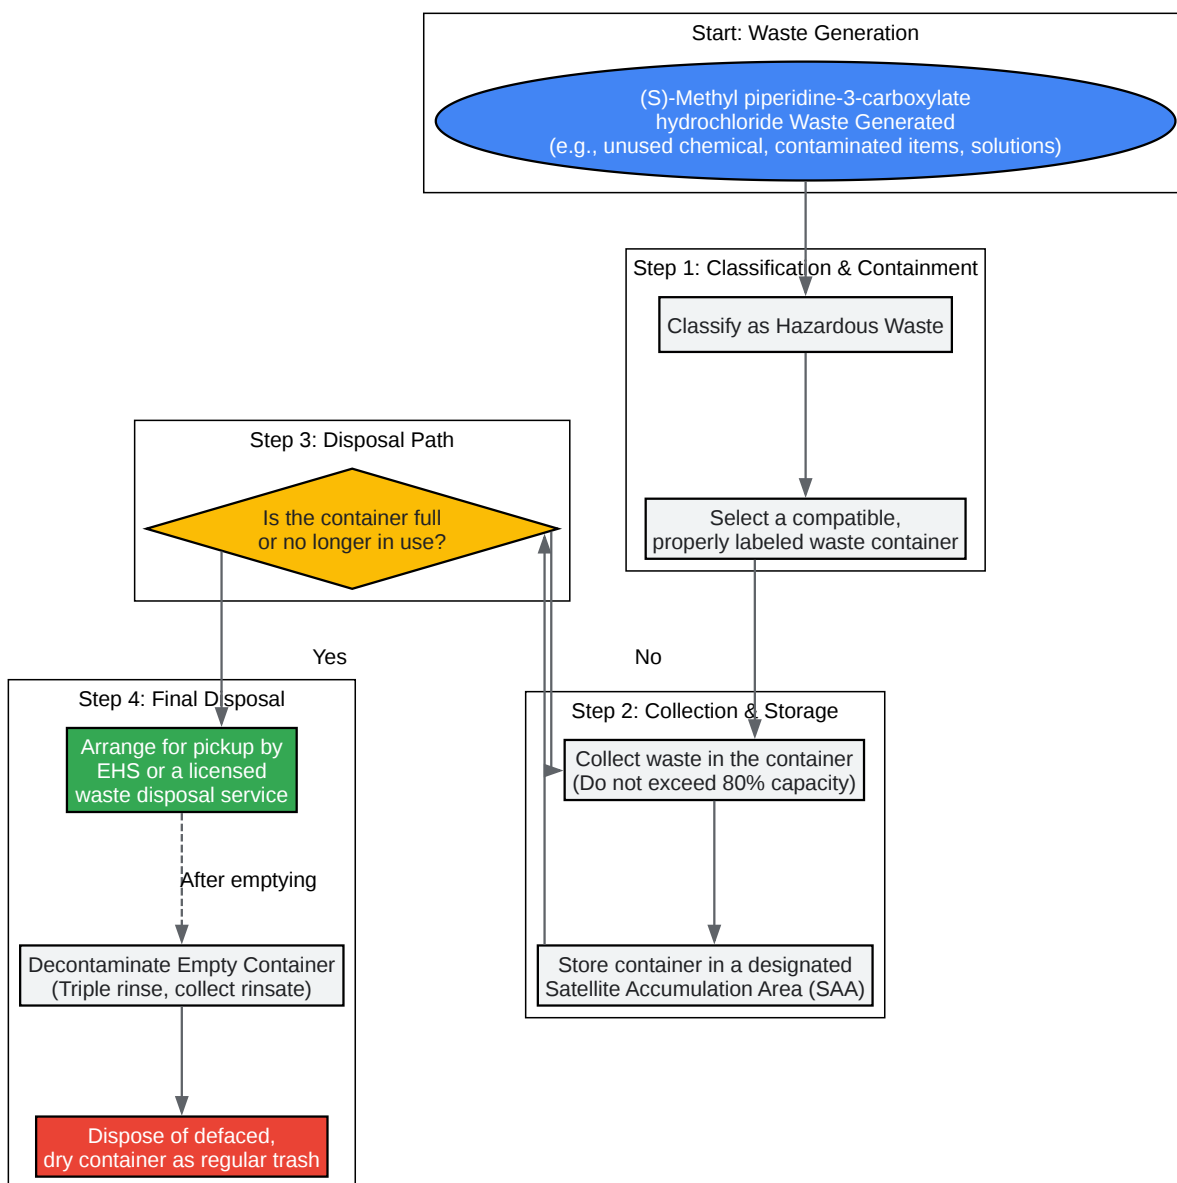 Start: Waste Generation
(S)-Methyl piperidine-3-carboxylate
hydrochloride Waste Generated
(e.g., unused chemical, contaminated items, solutions)
Step 1: Classification & Containment
Classify as Hazardous Waste
Select a compatible,
properly labeled waste container
Step 3: Disposal Path
Is the container full
or no longer in use?
Yes
No
Step 2: Collection & Storage
Collect waste in the container
(Do not exceed 80% capacity)
Store container in a designated
Satellite Accumulation Area (SAA)
Step 4: Final Disposal
Arrange for pickup by
EHS or a licensed
waste disposal service
After emptying
Decontaminate Empty Container
(Triple rinse, collect rinsate)
Dispose of defaced,
dry container as regular trash